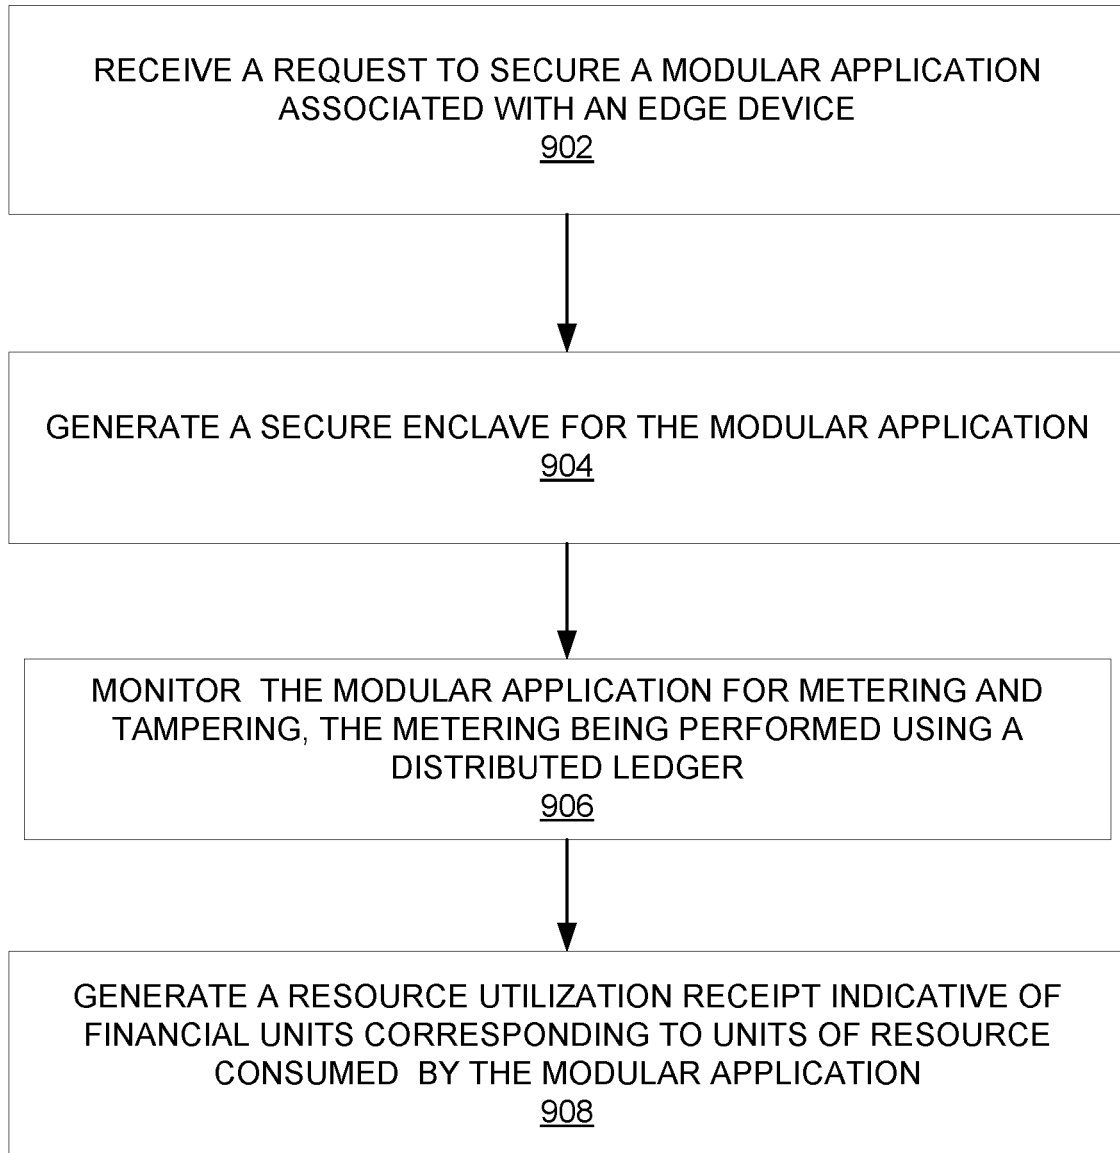 RECEIVE A REQUEST TO SECURE A MODULAR APPLICATION
ASSOCIATED WITH AN EDGE DEVICE
902
GENERATE A SECURE ENCLAVE FOR THE MODULAR APPLICATION
904
MONITOR THE MODULAR APPLICATION FOR METERING AND
TAMPERING, THE METERING BEING PERFORMED USING A
DISTRIBUTED LEDGER
906
GENERATE A RESOURCE UTILIZATION RECEIPT INDICATIVE OF
FINANCIAL UNITS CORRESPONDING TO UNITS OF RESOURCE
CONSUMED BY THE MODULAR APPLICATION
908